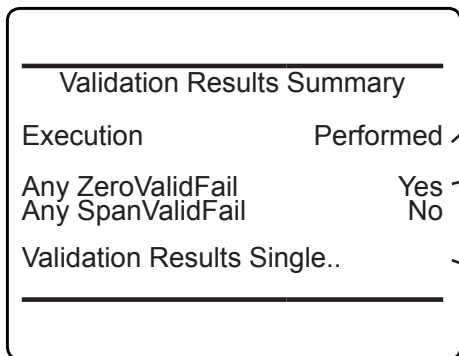 Validation Results Summary
Execution Performed
Any ZeroValidFail Yes
Any SpanValidFail No
Validation Results Single..